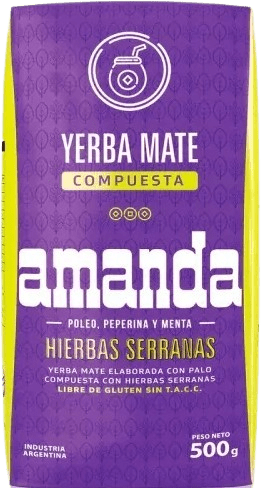 YERBA MATE
COMPUESTA
amanda
POLEO, PEPERINA Y MENTA
HIERBAS SERRANAS
YERBA MATE ELABORADA CON PALO
COMPUESTA CON HIERBAS SERRANAS
LIBRE DE GLUTEN SIN T.A.C.C.
INDUSTRIA
ARGENTINA
PESO NETO
500g